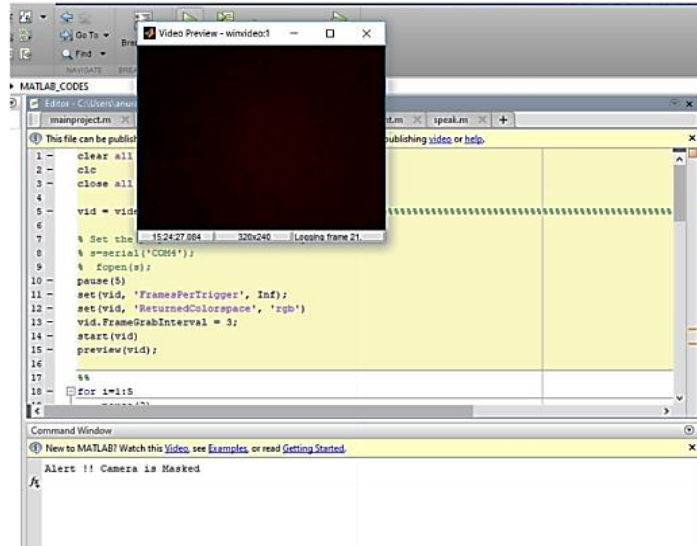 Go To
Find
NAVIGATE
Video Preview - winvideo:1
MATLAB_CODES
Editor - C:\Users\anura
mainproject.m
nt.m
speak.m
This file can be publish
publishing video or help.
1 - clear all
2 - clc
3 - close all
4
5 - vid = vide
6
7 % Set the
8 % s=serial('COM4');
9 % fopen(s);
10 - pause(5)
11 - set(vid, 'FramesPerTrigger', Inf);
12 - set(vid, 'ReturnedColorspace', 'rgb')
13 - vid.FrameGrabInterval = 3;
14 - start(vid)
15 - preview(vid);
16
17 %%
18 - for i=1:5
15:24:27.084 320x240 Logging frame 21.
Command Window
New to MATLAB? Watch this Video, see Examples, or read Getting Started.
Alert !! Camera is Masked
fx